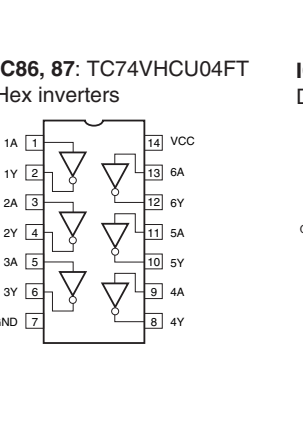 C86, 87: TC74VHCU04FT
Hex inverters
1A 1 14 VCC
1Y 2 13 6A
2A 3 12 6Y
2Y 4 11 5A
3A 5 10 5Y
3Y 6 9 4A
GND 7 8 4Y